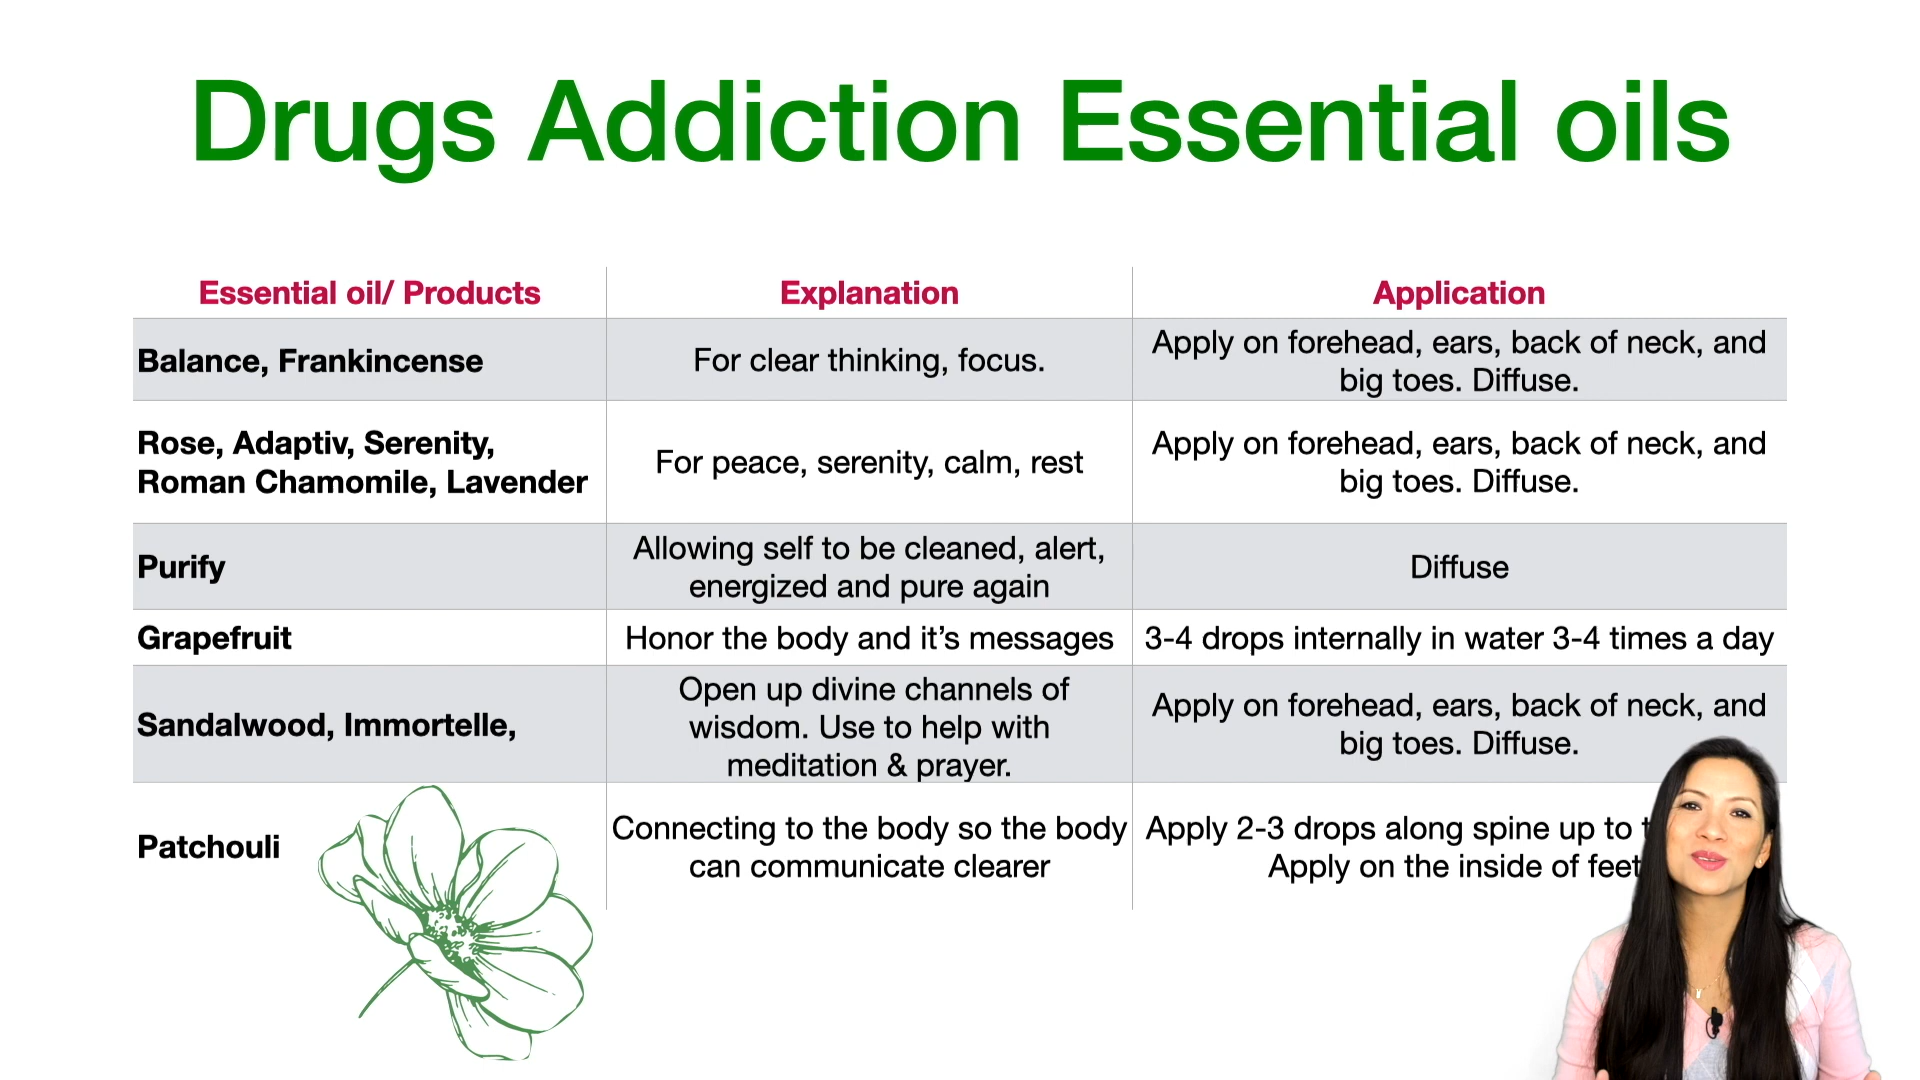 Drugs Addiction Essential oils
Essential oil/ Products
Explanation
Application
Balance, Frankincense
For clear thinking, focus.
Apply on forehead, ears, back of neck, and
big toes. Diffuse.
Rose, Adaptiv, Serenity,
Roman Chamomile, Lavender
For peace, serenity, calm, rest
Apply on forehead, ears, back of neck, and
big toes. Diffuse.
Purify
Allowing self to be cleaned, alert,
energized and pure again
Diffuse
Grapefruit
Honor the body and it’s messages
3-4 drops internally in water 3-4 times a day
Sandalwood, Immortelle,
Open up divine channels of
wisdom. Use to help with
meditation & prayer.
Apply on forehead, ears, back of neck, and
big toes. Diffuse.
Patchouli
Connecting to the body so the body
can communicate clearer
Apply 2-3 drops along spine up to
Apply on the inside of feet